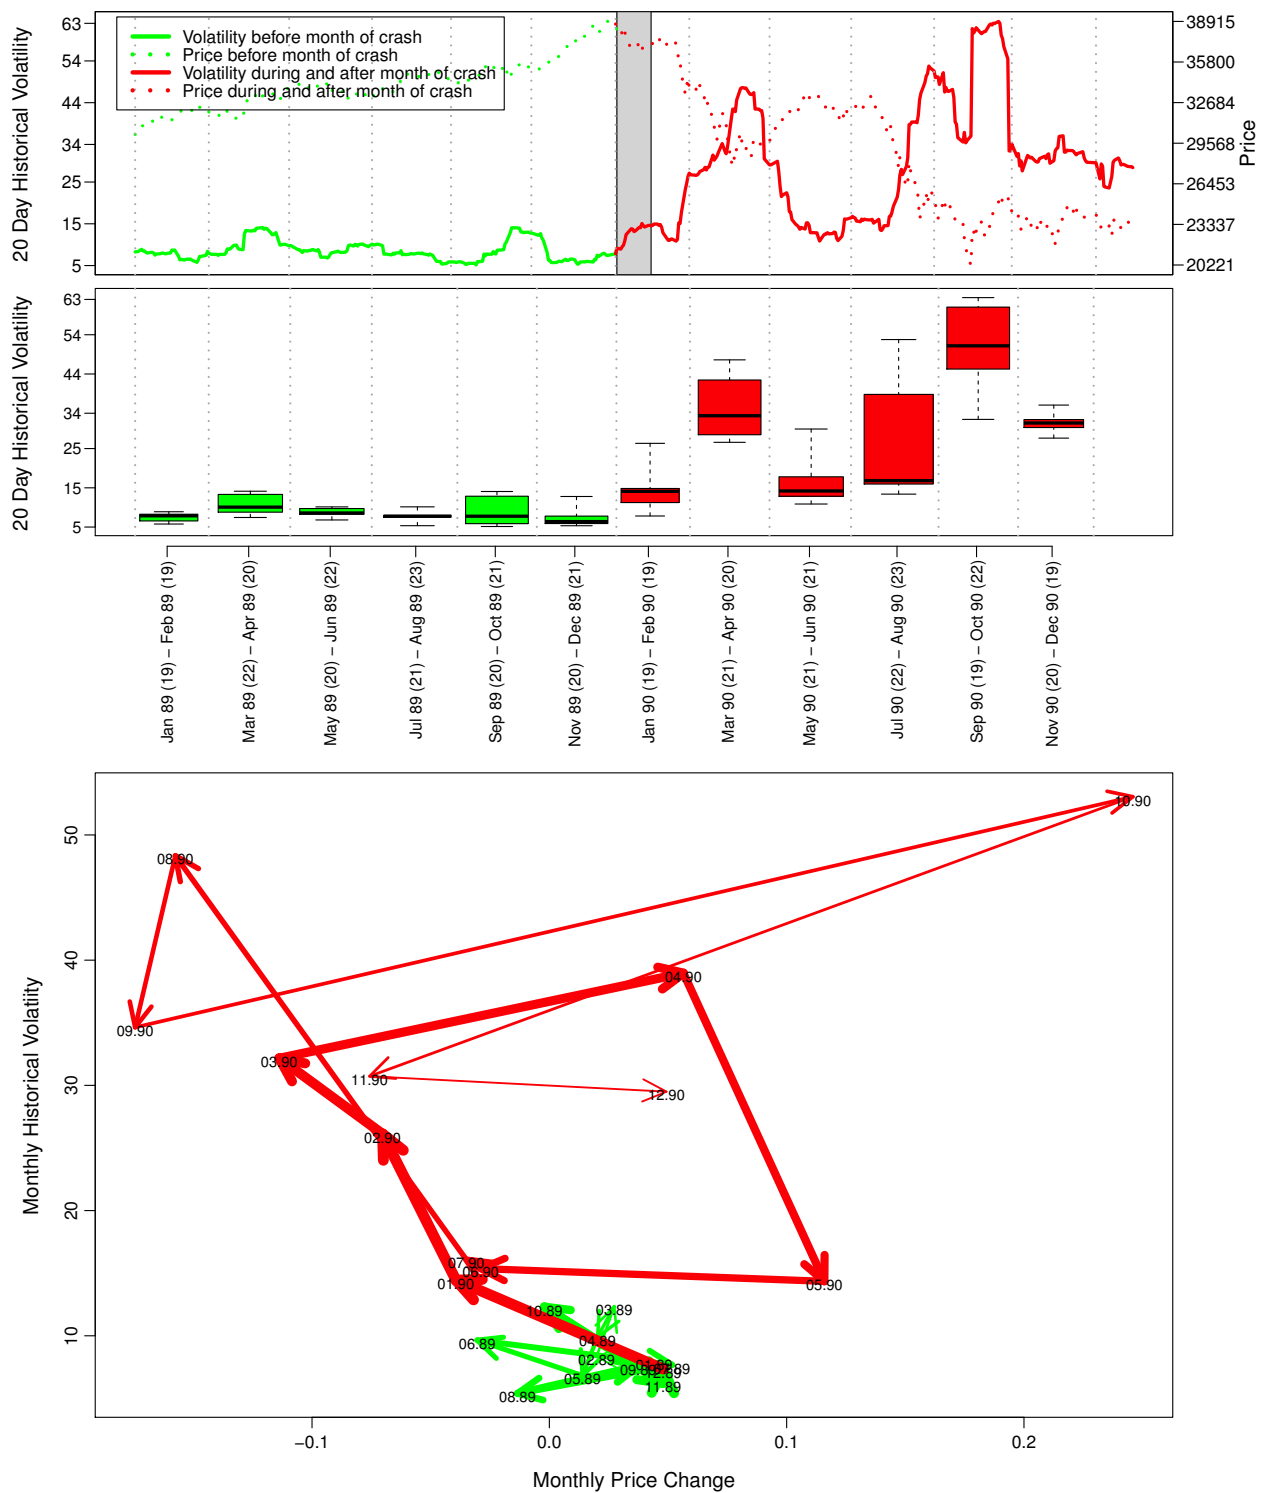 20 Day Historical Volatility
63
54
44
34
25
15
5
Volatility before month of crash
Price before month of crash
Volatility during and after month of crash
Price during and after month of crash
38915
35800
32684
29568
26453
23337
20221
Price
20 Day Historical Volatility
63
54
44
34
25
15
5
Jan 89 (19) – Feb 89 (19)
Mar 89 (22) – Apr 89 (20)
May 89 (20) – Jun 89 (22)
Jul 89 (21) – Aug 89 (23)
Sep 89 (20) – Oct 89 (21)
Nov 89 (20) – Dec 89 (21)
Jan 90 (19) – Feb 90 (19)
Mar 90 (21) – Apr 90 (20)
May 90 (21) – Jun 90 (21)
Jul 90 (22) – Aug 90 (23)
Sep 90 (19) – Oct 90 (22)
Nov 90 (20) – Dec 90 (19)
Monthly Historical Volatiity
50
40
30
20
10
10.90
08.90
04.90
09.90
03.90
11.90
12.90
02.90
07.90
06.90
01.90
05.90
10.89
03.89
04.89
06.89
02.89
01.89
09.89
12.89
05.89
11.89
08.89
−0.1
0.0
0.1
0.2
Monthly Price Change